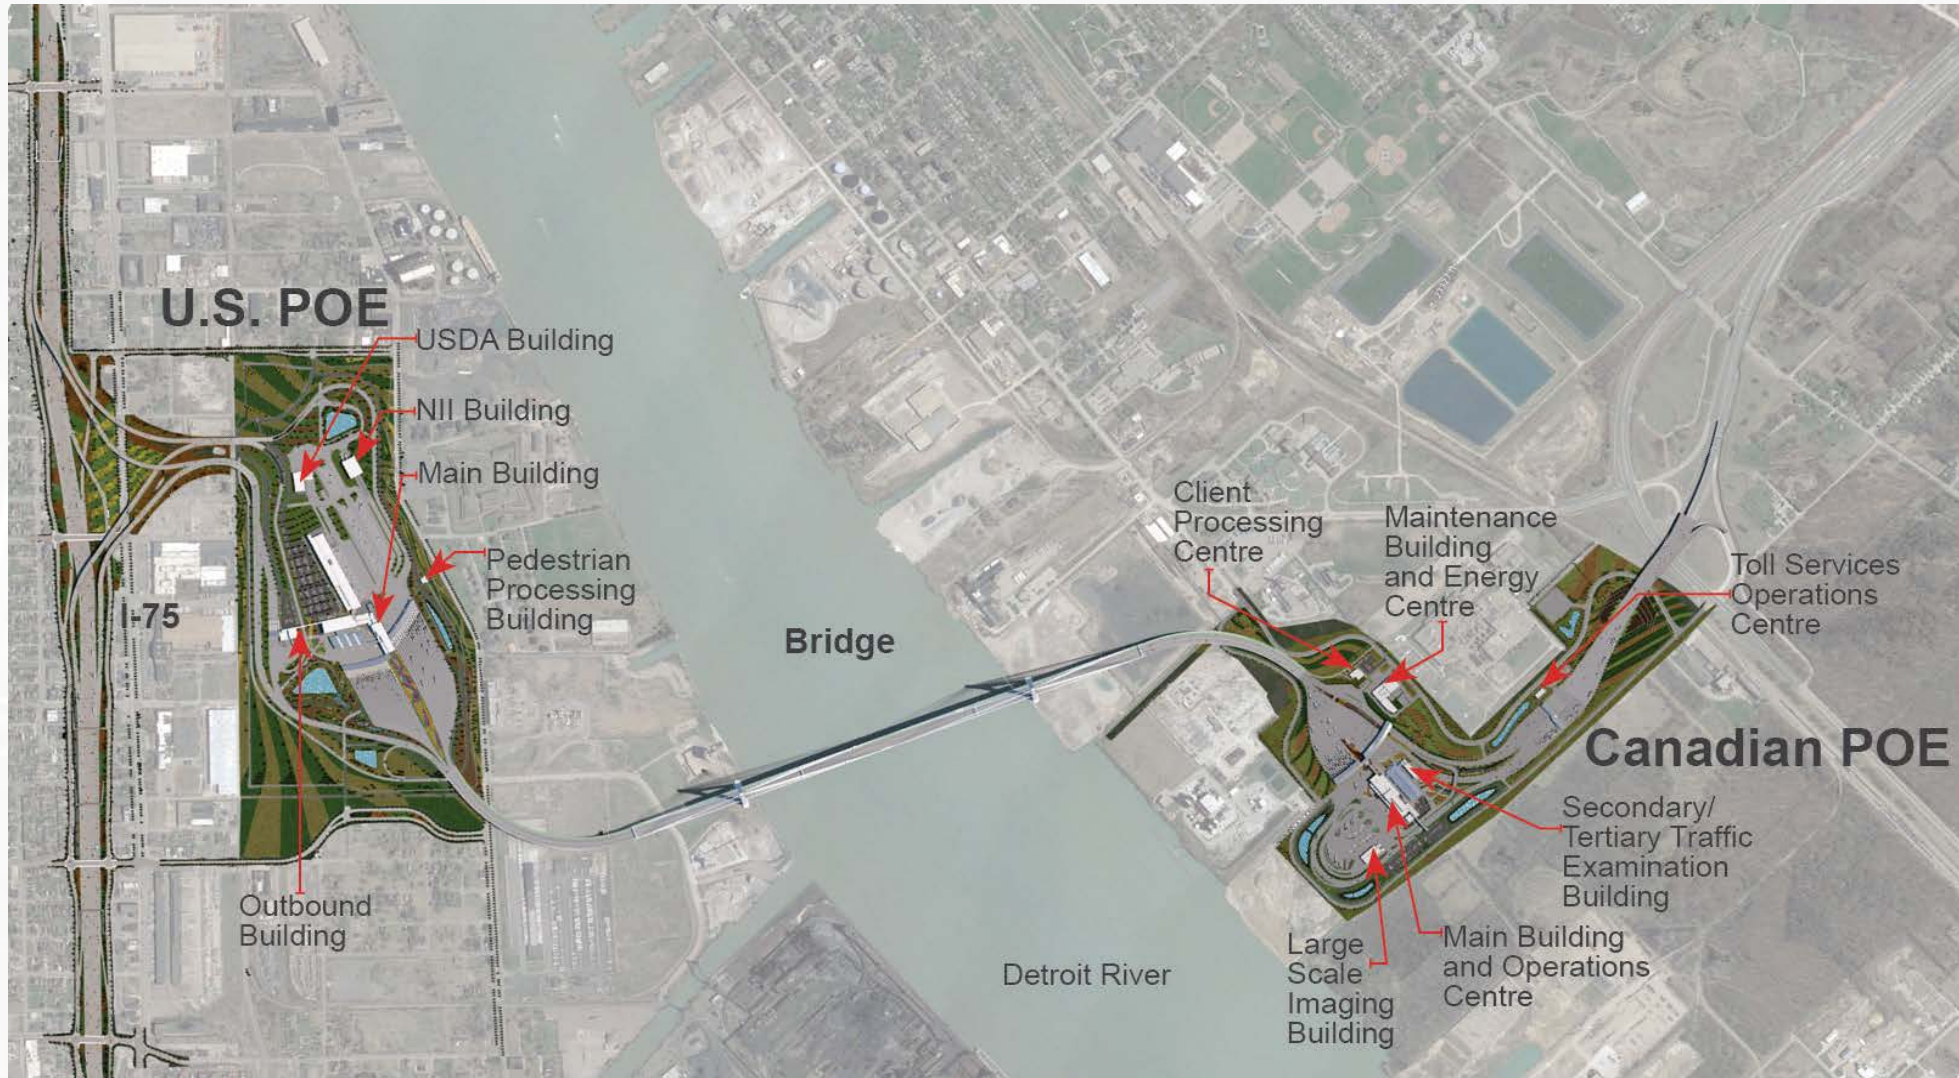 U.S. POE
USDA Building
NII Building
Main Building
Pedestrian
Processing
Building
I-75
Outbound
Building
Bridge
Detroit River
Client
Processing
Centre
Maintenance
Building
and Energy
Centre
Toll Services
Operations
Centre
Canadian POE
Secondary/
Tertiary Traffic
Examination
Building
Main Building
and Operations
Centre
Large
Scale
Imaging
Building